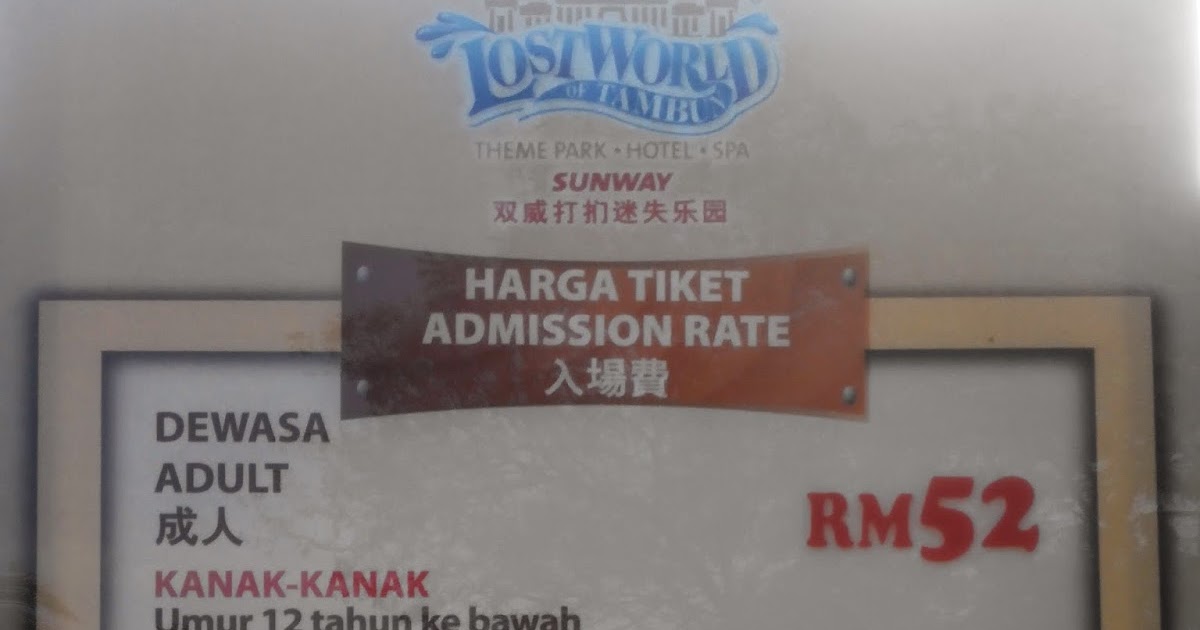 LOST WORLD
OF TAMBUN
THEME PARK • HOTEL • SPA
SUNWAY
双威打扪迷失乐园
HARGA TIKET
ADMISSION RATE
入場費
DEWASA
ADULT
成人
RM52
KANAK-KANAK
Umur 12 tahun ke bawah